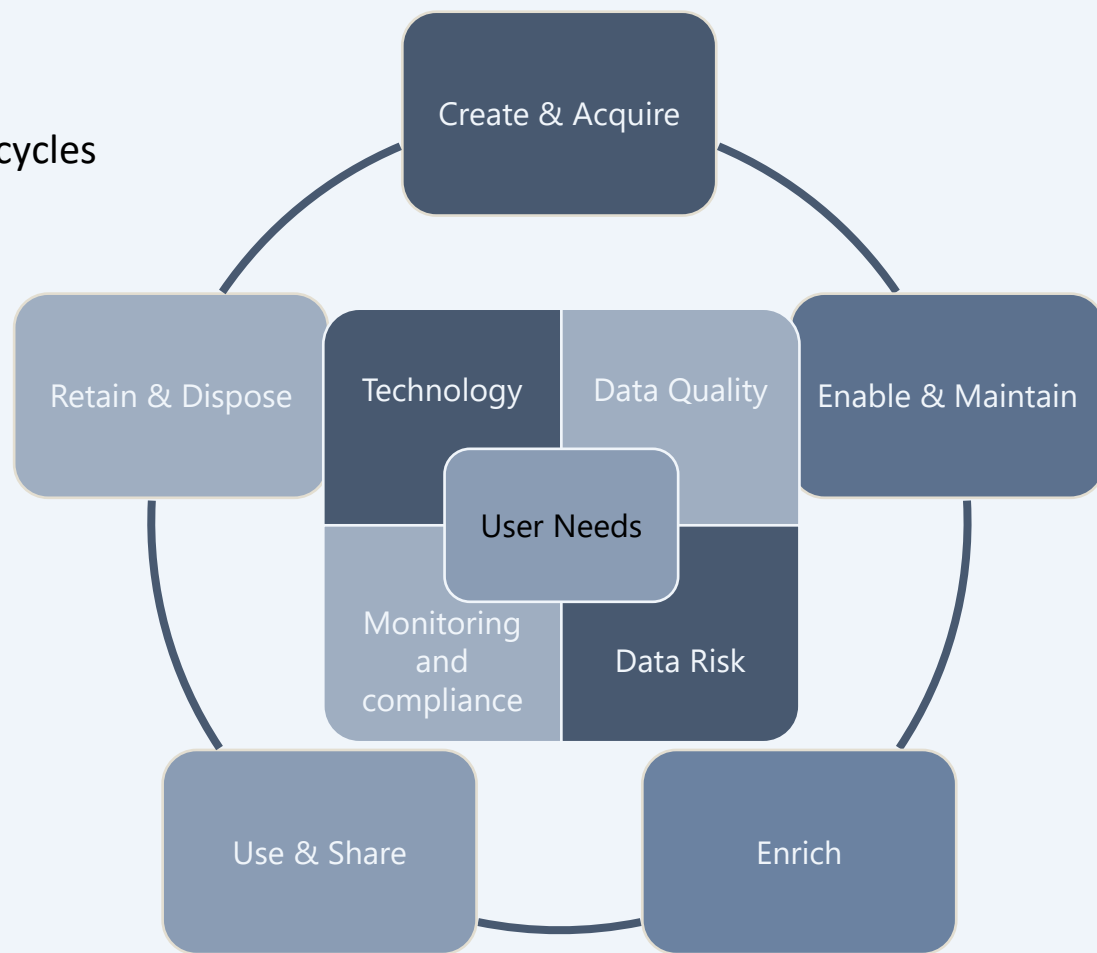 Create & Acquire
cycles
Retain & Dispose
Technology
Data Quality
Enable & Maintain
User Needs
Monitoring
and
compliance
Data Risk
Use & Share
Enrich